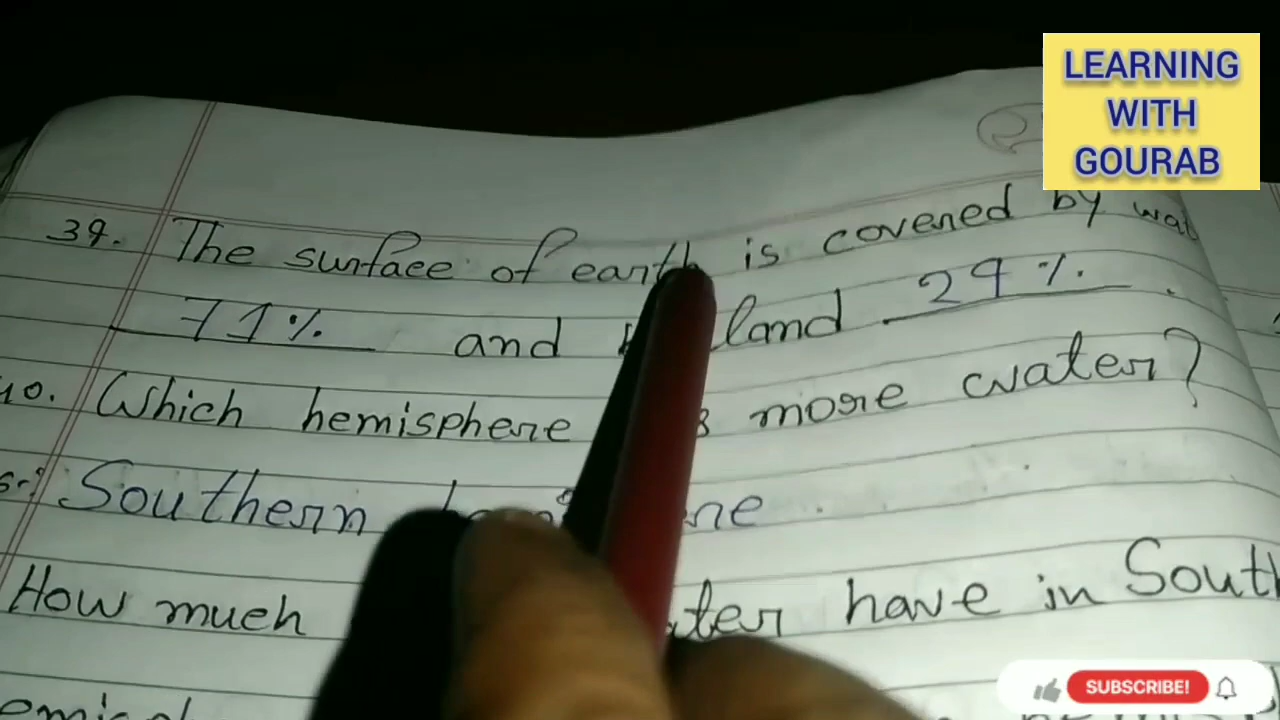 LEARNING
WITH
GOURAB
39. The surface of earth is covered by wat
71% and land 29%.
40. Which hemisphere more water?
Southern
How much have in South
SUBSCRIBE!